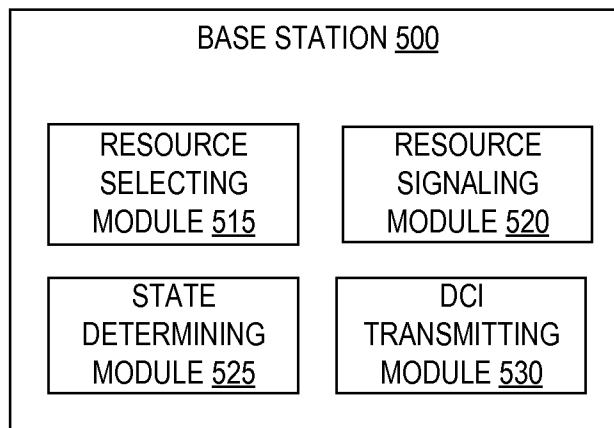 BASE STATION 500
RESOURCE
SELECTING
MODULE 515
RESOURCE
SIGNALING
MODULE 520
STATE
DETERMINING
MODULE 525
DCI
TRANSMITTING
MODULE 530